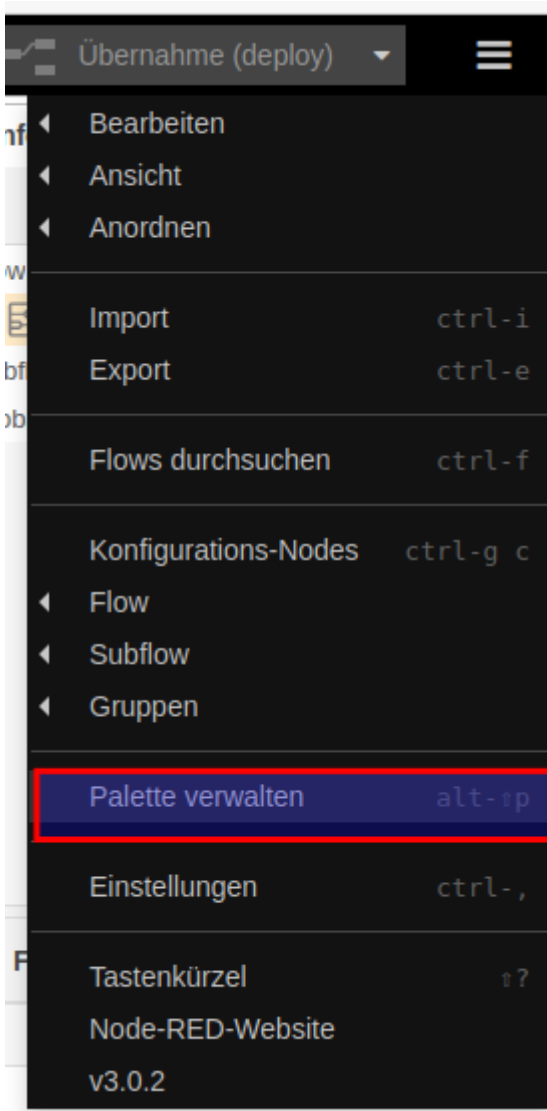 Übernahme (deploy)
Bearbeiten
Ansicht
Anordnen
Import ctrl-i
Export ctrl-e
Flows durchsuchen ctrl-f
Konfigurations-Nodes ctrl-g c
Flow
Subflow
Gruppen
Palette verwalten alt-⇧p
Einstellungen ctrl-,
Tastenkürzel ⇧?
Node-RED-Website
v3.0.2